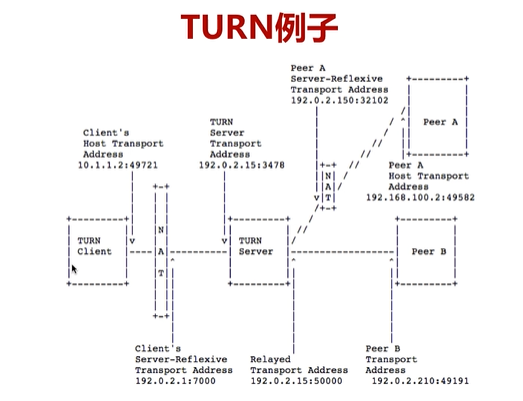 TURN例子
Peer A
Server-Reflexive
Transport Address
192.0.2.150:32102
Peer A
TURN
Server
Transport
Address
192.0.2.15:3478
Client's
Host Transport
Address
10.1.1.2:49721
Peer A
Host Transport
Address
192.168.100.2:49582
N
A
T
TURN
Client
N
A
T
TURN
Server
Peer B
Client's
Server-Reflexive
Transport Address
192.0.2.1:7000
Relayed
Transport Address
192.0.2.15:50000
Peer B
Transport
Address
192.0.2.210:49191